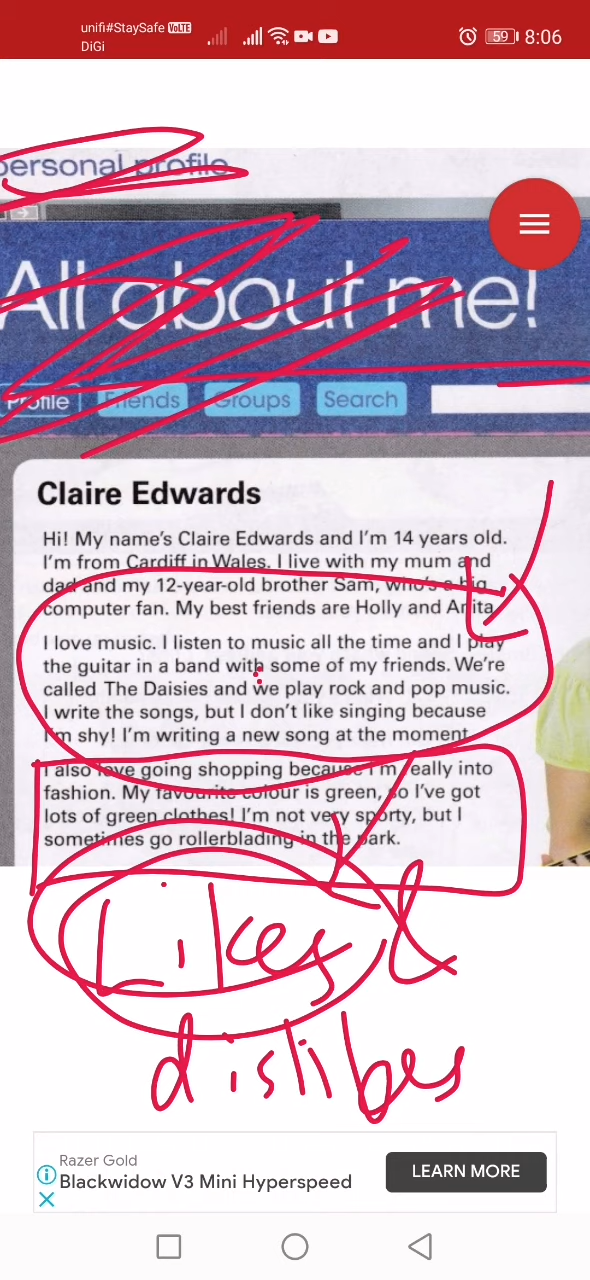 unifi#StaySafe VoLTE
DiGi
59 8:06
personal profile
All about me!
Profile Friends Groups Search
Claire Edwards
Hi! My name's Claire Edwards and I'm 14 years old.
I'm from Cardiff in Wales. I live with my mum and
dad and my 12-year-old brother Sam, who's a big
computer fan. My best friends are Holly and Anita.
I love music. I listen to music all the time and I play
the guitar in a band with some of my friends. We're
called The Daisies and we play rock and pop music.
I write the songs, but I don't like singing because
I'm shy! I'm writing a new song at the moment.
I also love going shopping because I'm really into
fashion. My favourite colour is green, so I've got
lots of green clothes! I'm not very sporty, but I
sometimes go rollerblading in the park.
Likes &
dislikes
Razer Gold
Blackwidow V3 Mini Hyperspeed
LEARN MORE